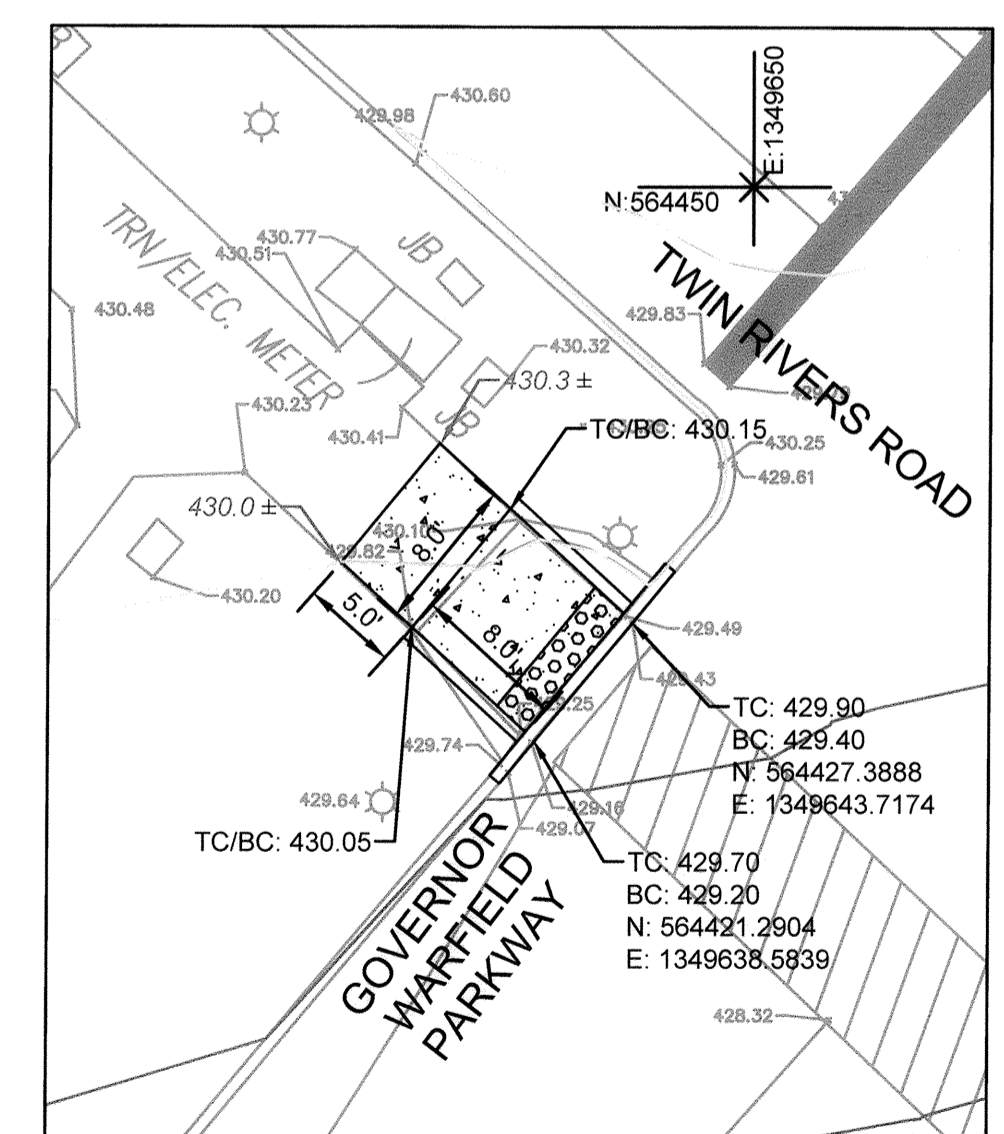 430.60
429.98
E:1349650
N:564450
TRN/ELEC. METER
430.77
430.51
JB
430.48
429.83
TWIN RIVERS ROAD
430.32
430.3 ±
430.23
430.41
JB
TC/BC: 430.15
430.25
429.61
430.0 ±
430.10
429.82
8.0'
430.20
5.0'
8.0'
429.49
429.43
429.25
TC: 429.90
BC: 429.40
N: 564427.3888
E: 1349643.7174
429.74
429.64
429.16
429.07
TC/BC: 430.05
TC: 429.70
BC: 429.20
N: 564421.2904
E: 1349638.5839
GOVERNOR
WARFIELD
PARKWAY
428.32